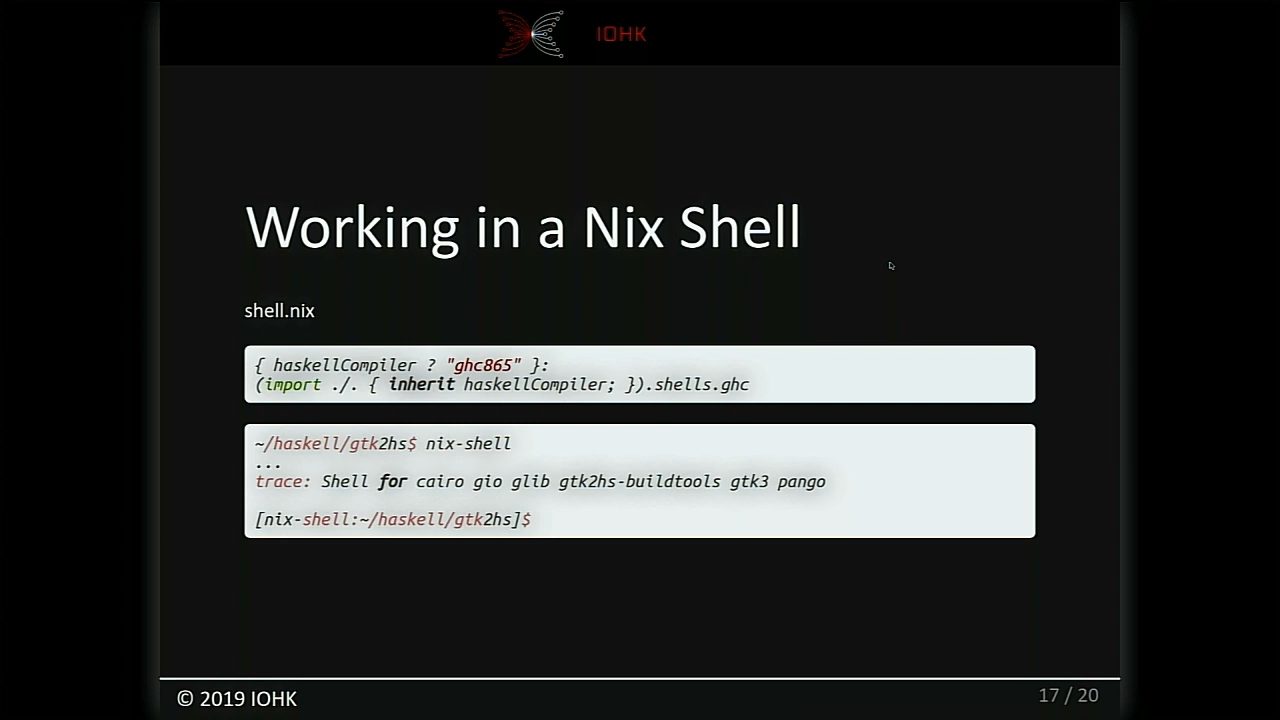 IOHK
Working in a Nix Shell
shell.nix
{ haskellCompiler ? "ghc865" }:
(import ./. { inherit haskellCompiler; }).shells.ghc
~/haskell/gtk2hs$ nix-shell
...
trace: Shell for cairo gio glib gtk2hs-buildtools gtk3 pango
[nix-shell:~/haskell/gtk2hs]$
© 2019 IOHK
17 / 20